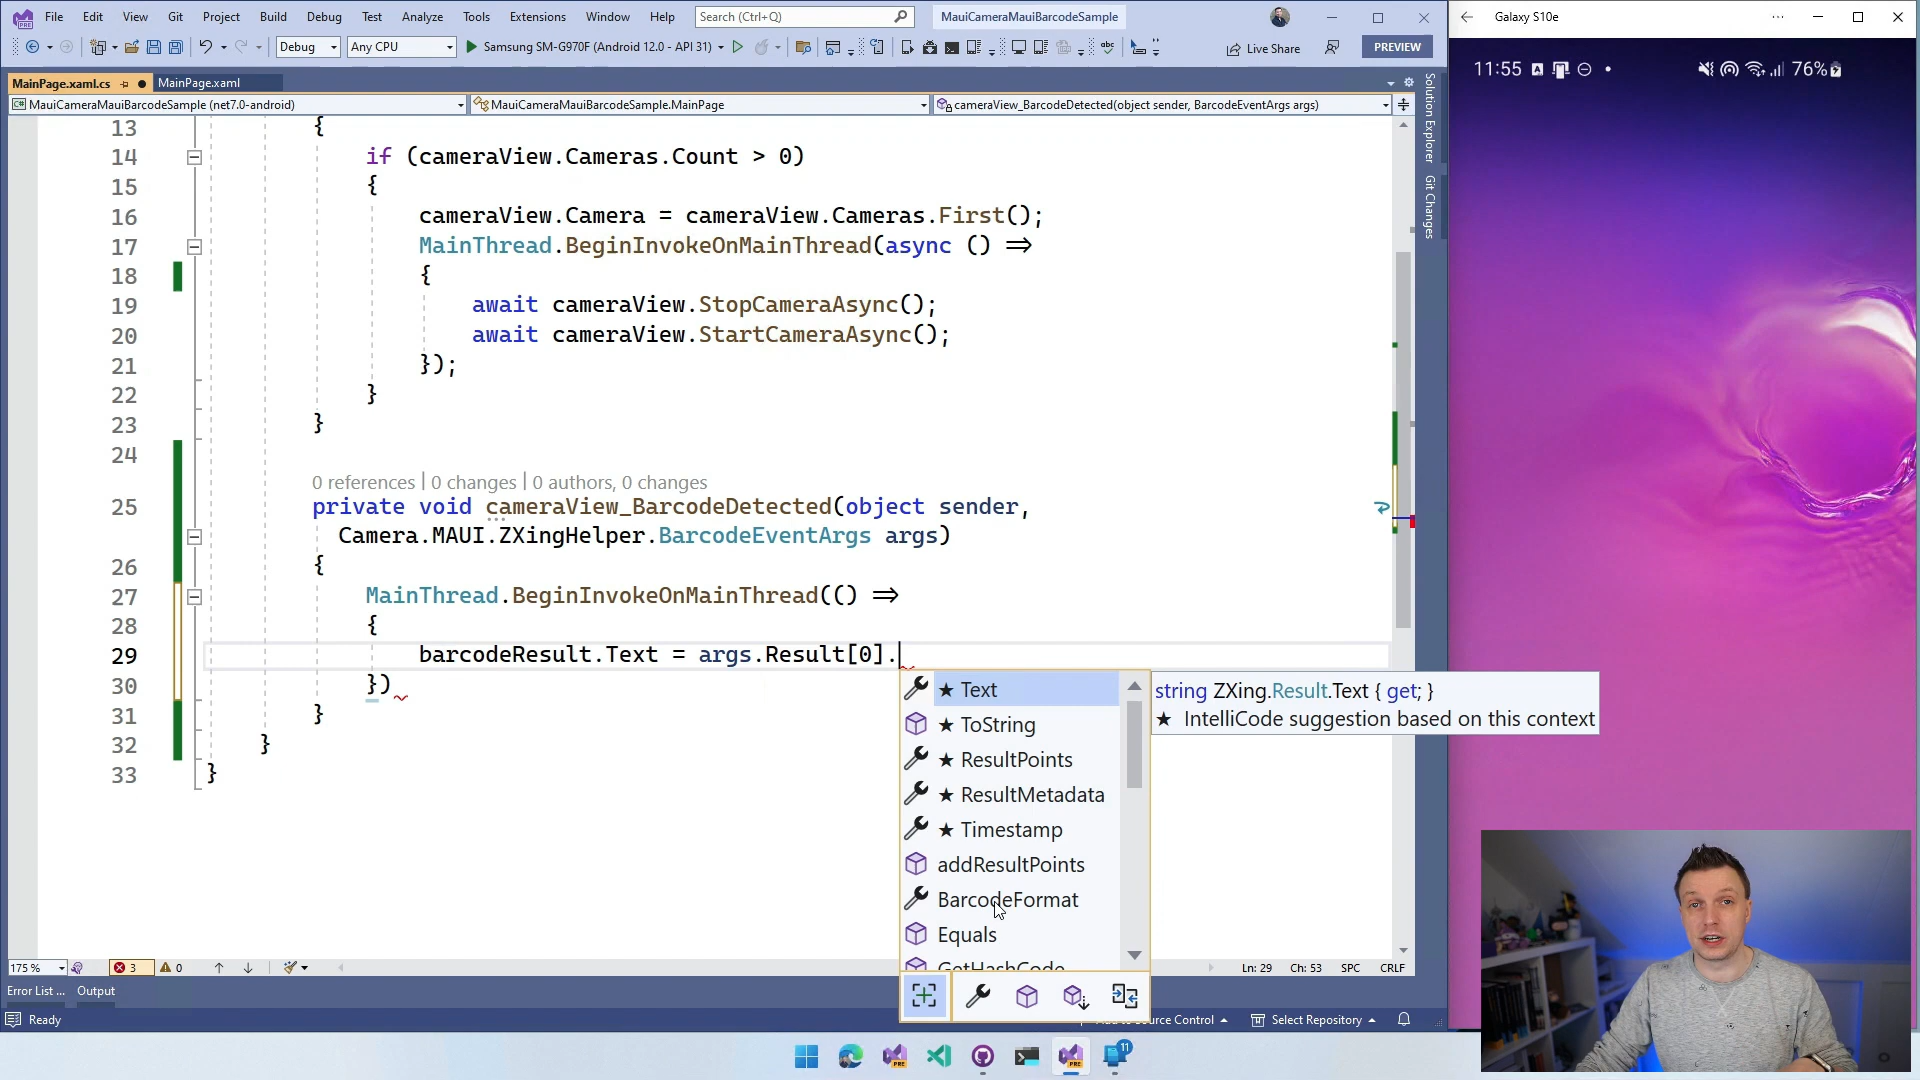 File Edit View Git Project Build Debug Test Analyze Tools Extensions Window Help Search (Ctrl+Q) MauiCameraMauiBarcodeSample
Debug Any CPU Samsung SM-G970F (Android 12.0 - API 31) Live Share PREVIEW
MainPage.xaml.cs MainPage.xaml
MauiCameraMauiBarcodeSample (net7.0-android) MauiCameraMauiBarcodeSample.MainPage cameraView_BarcodeDetected(object sender, BarcodeEventArgs args)
13 {
14 if (cameraView.Cameras.Count > 0)
15 {
16 cameraView.Camera = cameraView.Cameras.First();
17 MainThread.BeginInvokeOnMainThread(async () =>
18 {
19 await cameraView.StopCameraAsync();
20 await cameraView.StartCameraAsync();
21 });
22 }
23 }
24
0 references | 0 changes | 0 authors, 0 changes
25 private void cameraView_BarcodeDetected(object sender,
Camera.MAUI.ZXingHelper.BarcodeEventArgs args)
26 {
27 MainThread.BeginInvokeOnMainThread(() =>
28 {
29 barcodeResult.Text = args.Result[0].
30 })
31 }
32 }
33 }
★ Text
★ ToString
★ ResultPoints
★ ResultMetadata
★ Timestamp
addResultPoints
BarcodeFormat
Equals
GetHashCode
string ZXing.Result.Text { get; }
★ IntelliCode suggestion based on this context
Solution Explorer
Git Changes
175 % 3 0 Ln: 29 Ch: 53 SPC CRLF
Error List ... Output
Ready Add to Source Control Select Repository
Galaxy S10e
11:55 76%
11